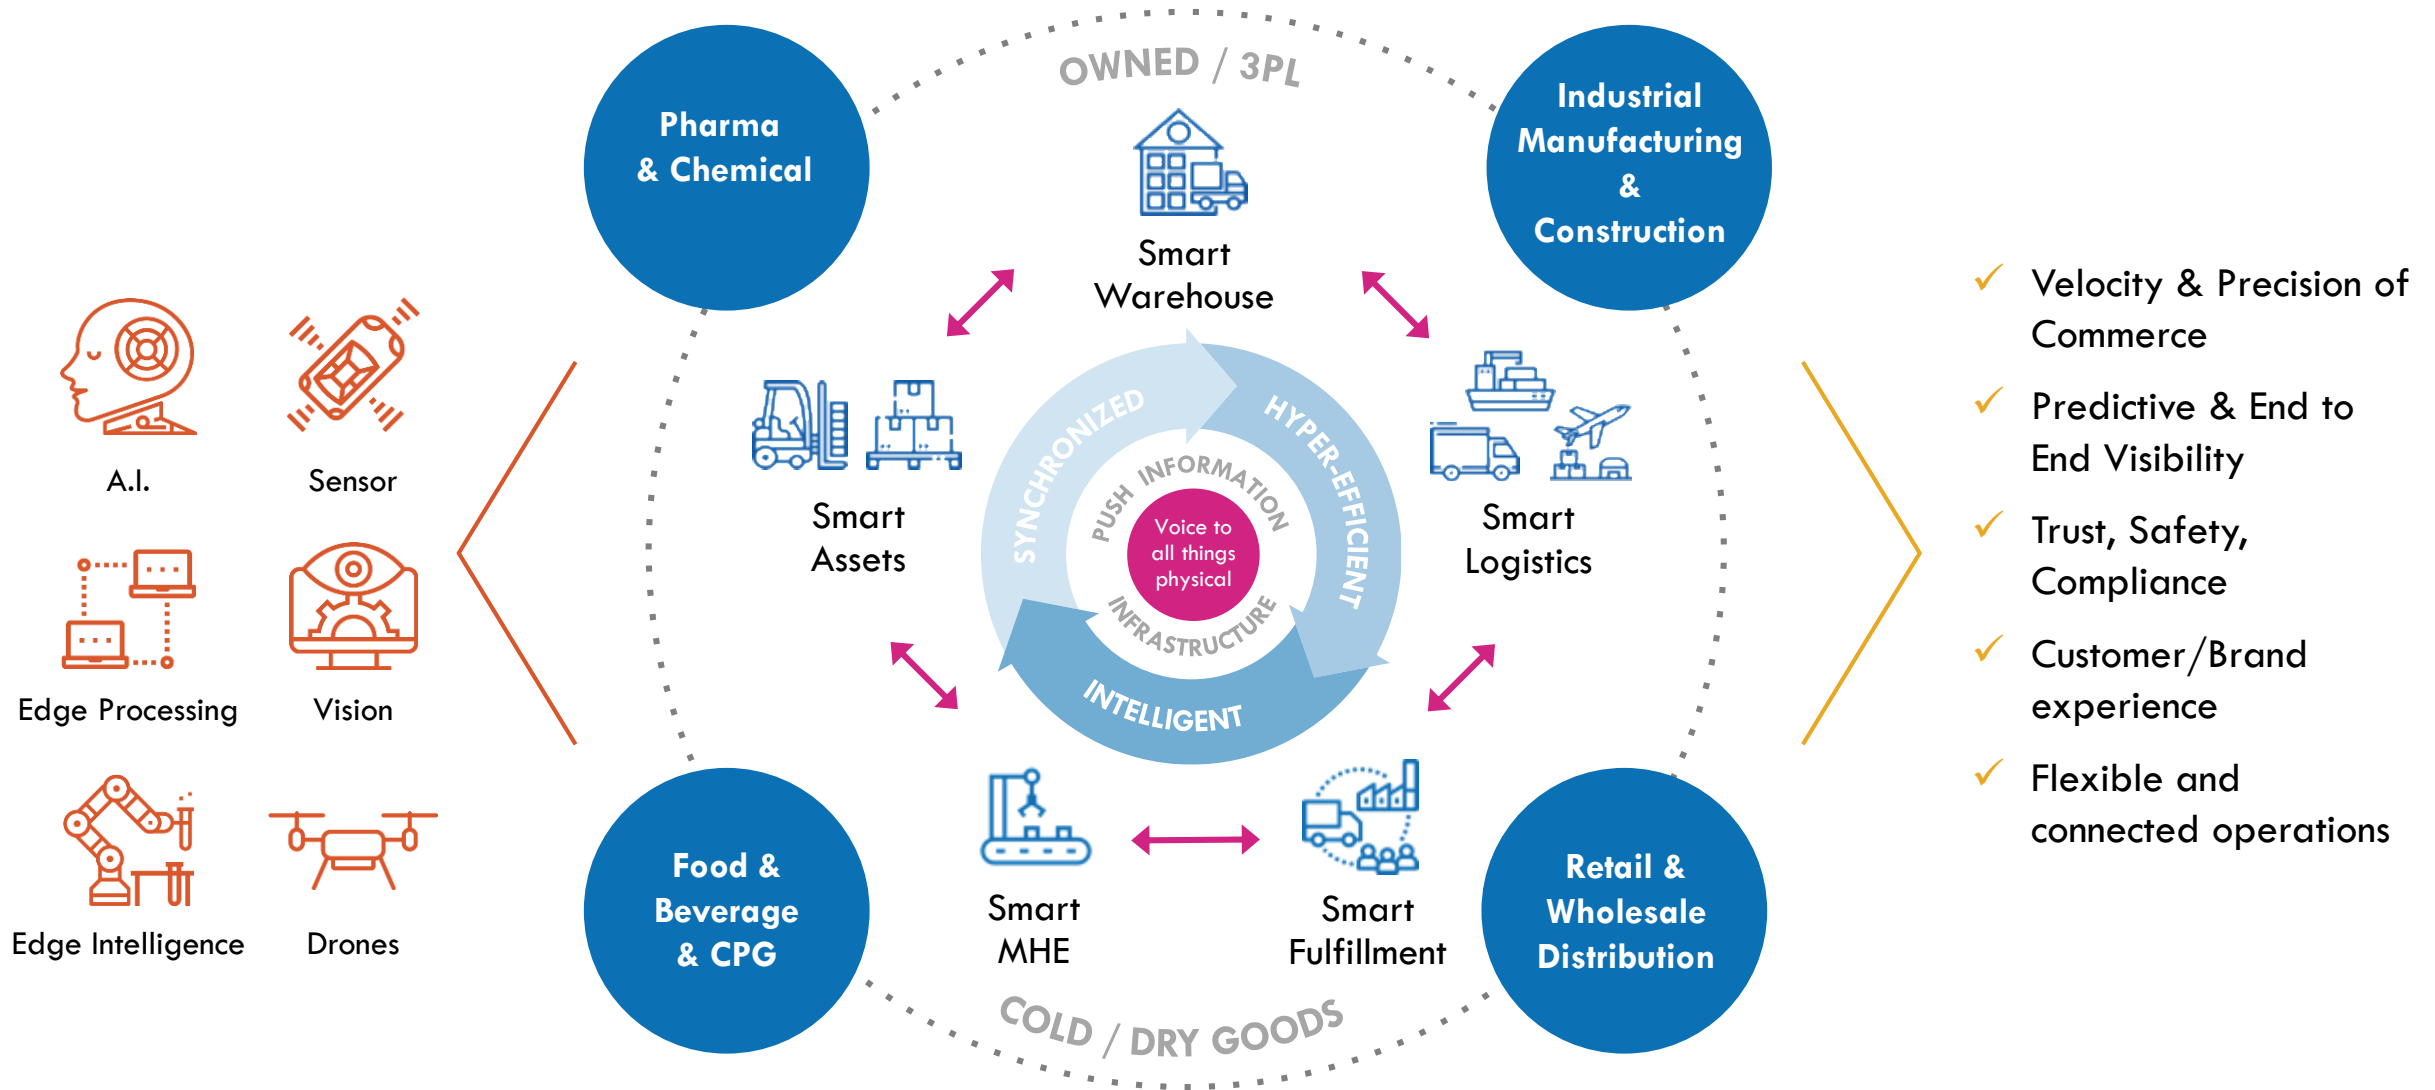 A.I.
Sensor
Edge Processing
Vision
Edge Intelligence
Drones
OWNED / 3PL
Pharma
& Chemical
Industrial
Manufacturing
&
Construction
Smart
Warehouse
Smart
Assets
Smart
Logistics
SYNCHRONIZED
HYPER-EFFICIENT
INTELLIGENT
PUSH INFORMATION
INFRASTRUCTURE
Voice to
all things
physical
Smart
MHE
Smart
Fulfillment
Food &
Beverage
& CPG
Retail &
Wholesale
Distribution
COLD / DRY GOODS
Velocity & Precision of
Commerce
Predictive & End to
End Visibility
Trust, Safety,
Compliance
Customer/Brand
experience
Flexible and
connected operations